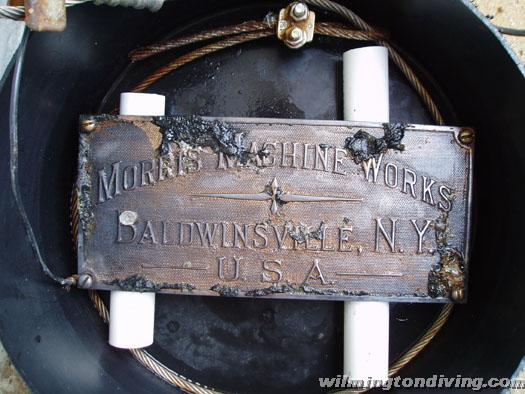 MORRIS MACHINE WORKS
BALDWINSVILLE, N.Y.
U.S.A.
wilmingtondiving.com